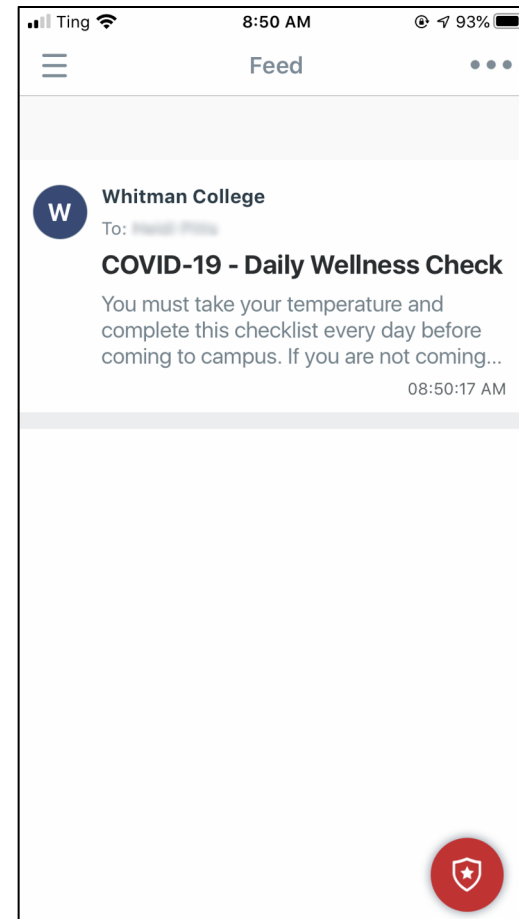 Ting 8:50 AM 93%
Feed
W
Whitman College
To:
COVID-19 - Daily Wellness Check
You must take your temperature and
complete this checklist every day before
coming to campus. If you are not coming...
08:50:17 AM